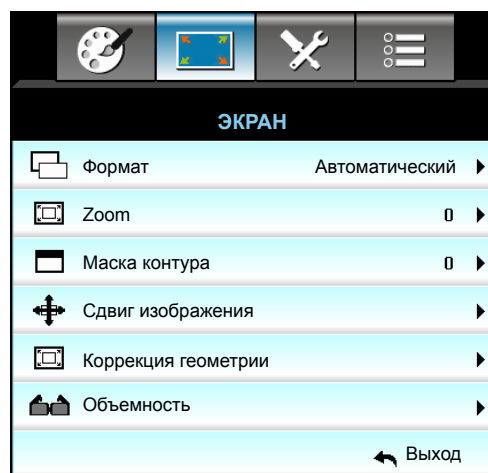 ЭКРАН
Формат Автоматический
Zoom 0
Маска контура 0
Сдвиг изображения
Коррекция геометрии
Объемность
Выход